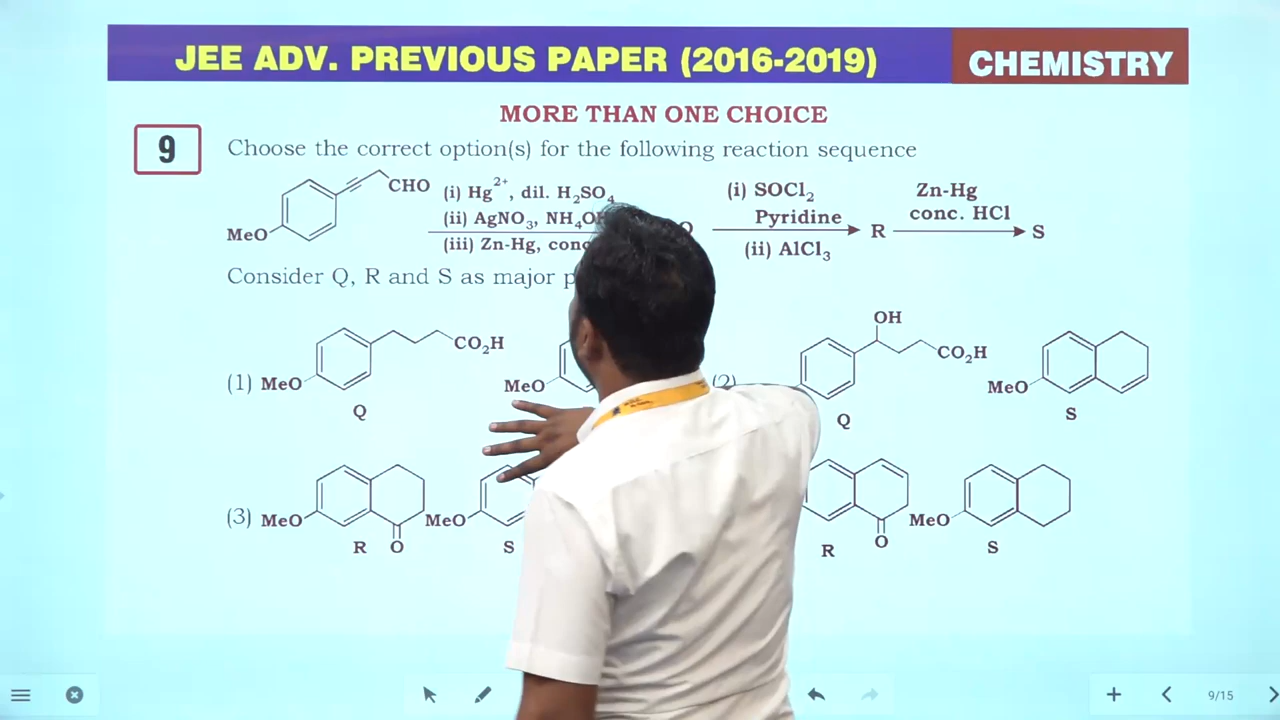 JEE ADV. PREVIOUS PAPER (2016-2019) CHEMISTRY
MORE THAN ONE CHOICE
9 Choose the correct option(s) for the following reaction sequence
CHO
MeO
(i) Hg2+, dil. H2SO4
(ii) AgNO3, NH4OH
(iii) Zn-Hg, conc
Q
(i) SOCl2
Pyridine
(ii) AlCl3
R
Zn-Hg
conc. HCl
S
Consider Q, R and S as major p
(1) MeO CO2H
Q
MeO
(2)
OH
CO2H
Q
MeO
S
(3) MeO
R O
MeO
S
R
O
MeO
S
9/15